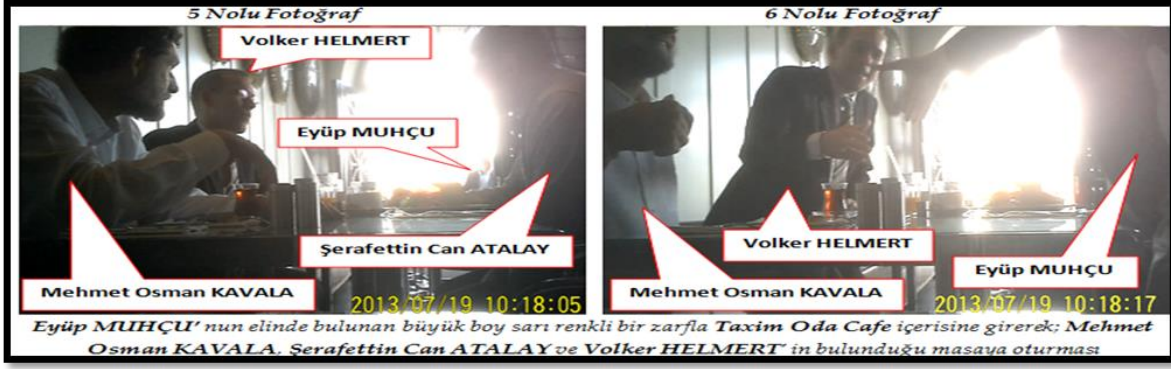 5 Nolu Fotoğraf
Volker HELMERT
Eyüp MUHÇU
Şerafettin Can ATALAY
Mehmet Osman KAVALA
2013/07/19 10:18:05
6 Nolu Fotoğraf
Volker HELMERT
Eyüp MUHÇU
Mehmet Osman KAVALA
2013/07/19 10:18:17
Eyüp MUHÇU' nun elinde bulunan büyük boy sarı renkli bir zarfla Taxim Oda Cafe içerisine girerek; Mehmet
Osman KAVALA, Şerafettin Can ATALAY ve Volker HELMERT' in bulunduğu masaya oturması